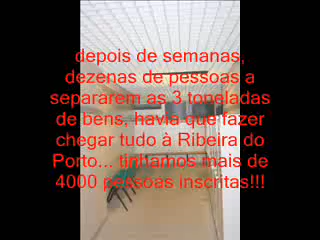 depois de semanas,
dezenas de pessoas a
separarem as 3 toneladas
de bens, havia que fazer
chegar tudo à Ribeira do
Porto... tinhamos mais de
4000 pessoas inscritas!!!